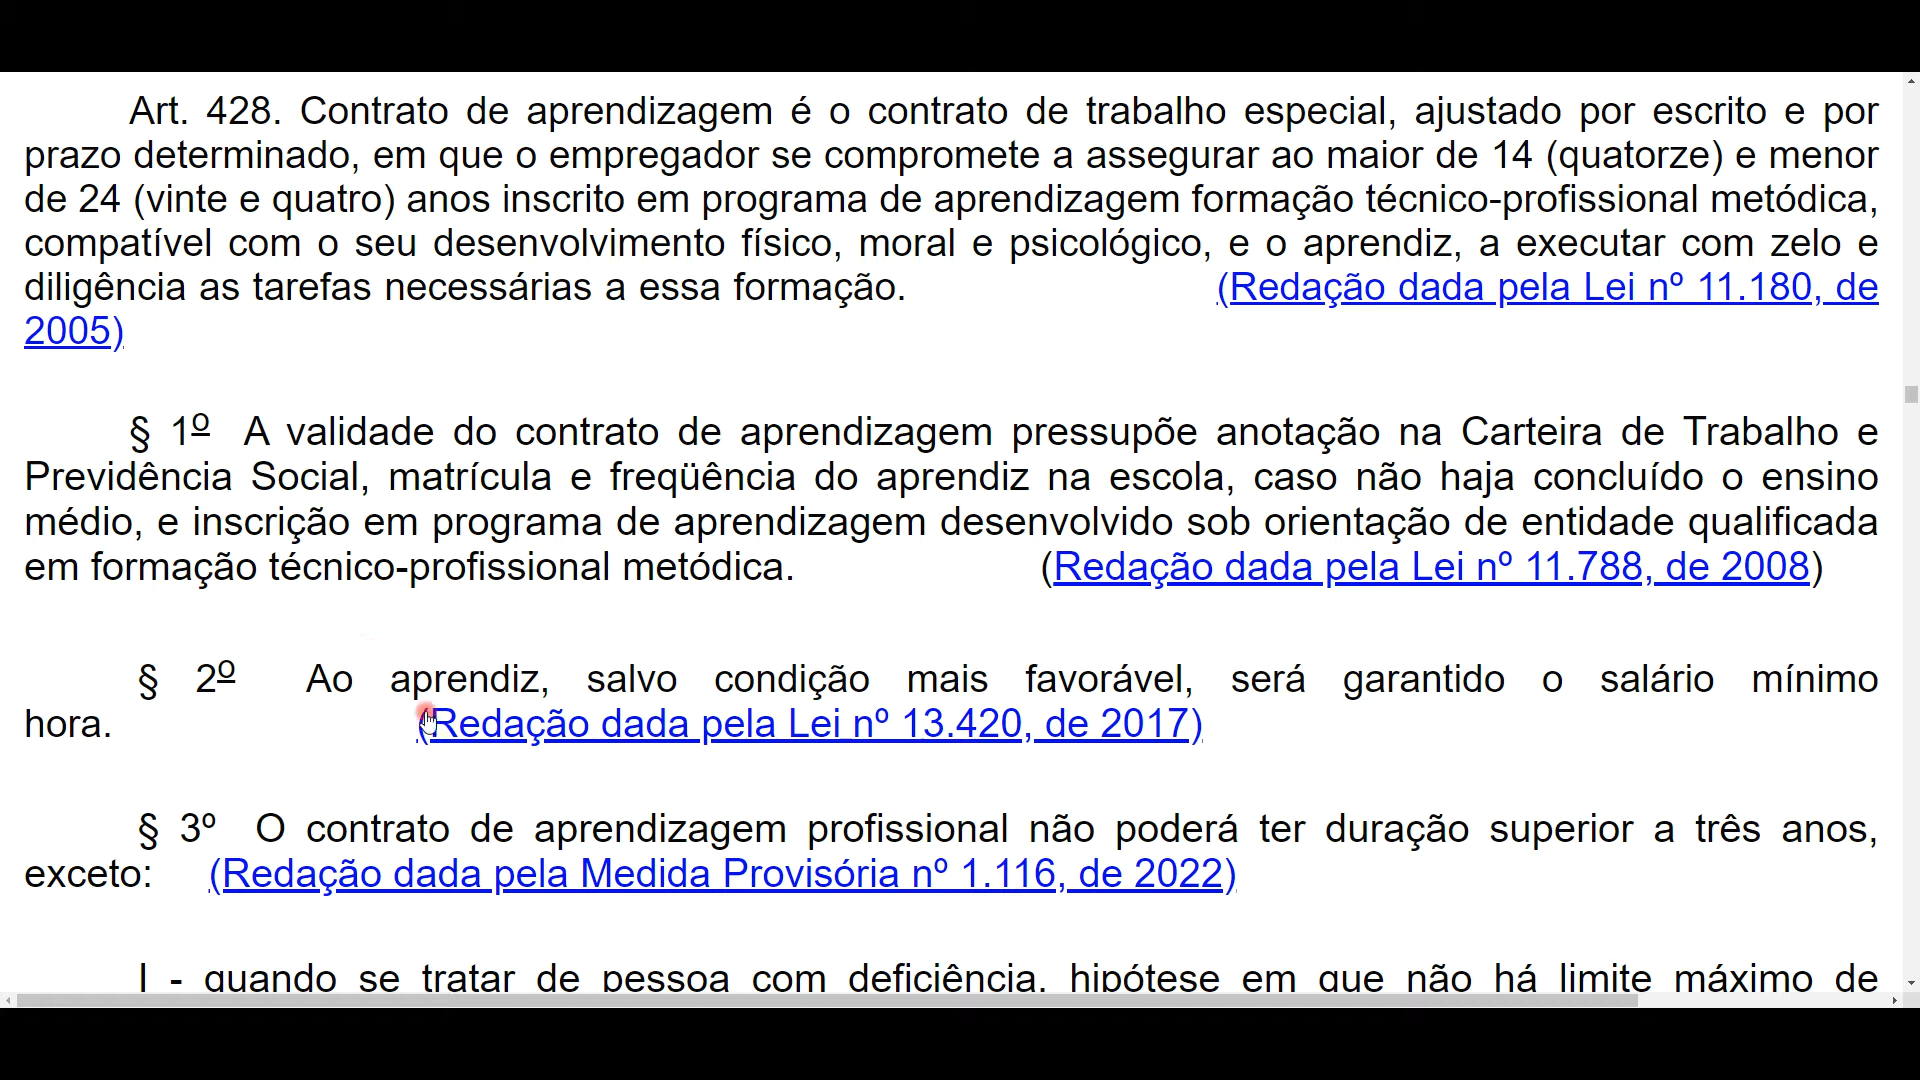 Art. 428. Contrato de aprendizagem é o contrato de trabalho especial, ajustado por escrito e por
prazo determinado, em que o empregador se compromete a assegurar ao maior de 14 (quatorze) e menor
de 24 (vinte e quatro) anos inscrito em programa de aprendizagem formação técnico-profissional metódica,
compatível com o seu desenvolvimento físico, moral e psicológico, e o aprendiz, a executar com zelo e
diligência as tarefas necessárias a essa formação. (Redação dada pela Lei nº 11.180, de
2005)
§ 1º A validade do contrato de aprendizagem pressupõe anotação na Carteira de Trabalho e
Previdência Social, matrícula e freqüência do aprendiz na escola, caso não haja concluído o ensino
médio, e inscrição em programa de aprendizagem desenvolvido sob orientação de entidade qualificada
em formação técnico-profissional metódica. (Redação dada pela Lei nº 11.788, de 2008)
§ 2º Ao aprendiz, salvo condição mais favorável, será garantido o salário mínimo
hora. (Redação dada pela Lei nº 13.420, de 2017)
§ 3º O contrato de aprendizagem profissional não poderá ter duração superior a três anos,
exceto: (Redação dada pela Medida Provisória nº 1.116, de 2022)
I - quando se tratar de pessoa com deficiência, hipótese em que não há limite máximo de